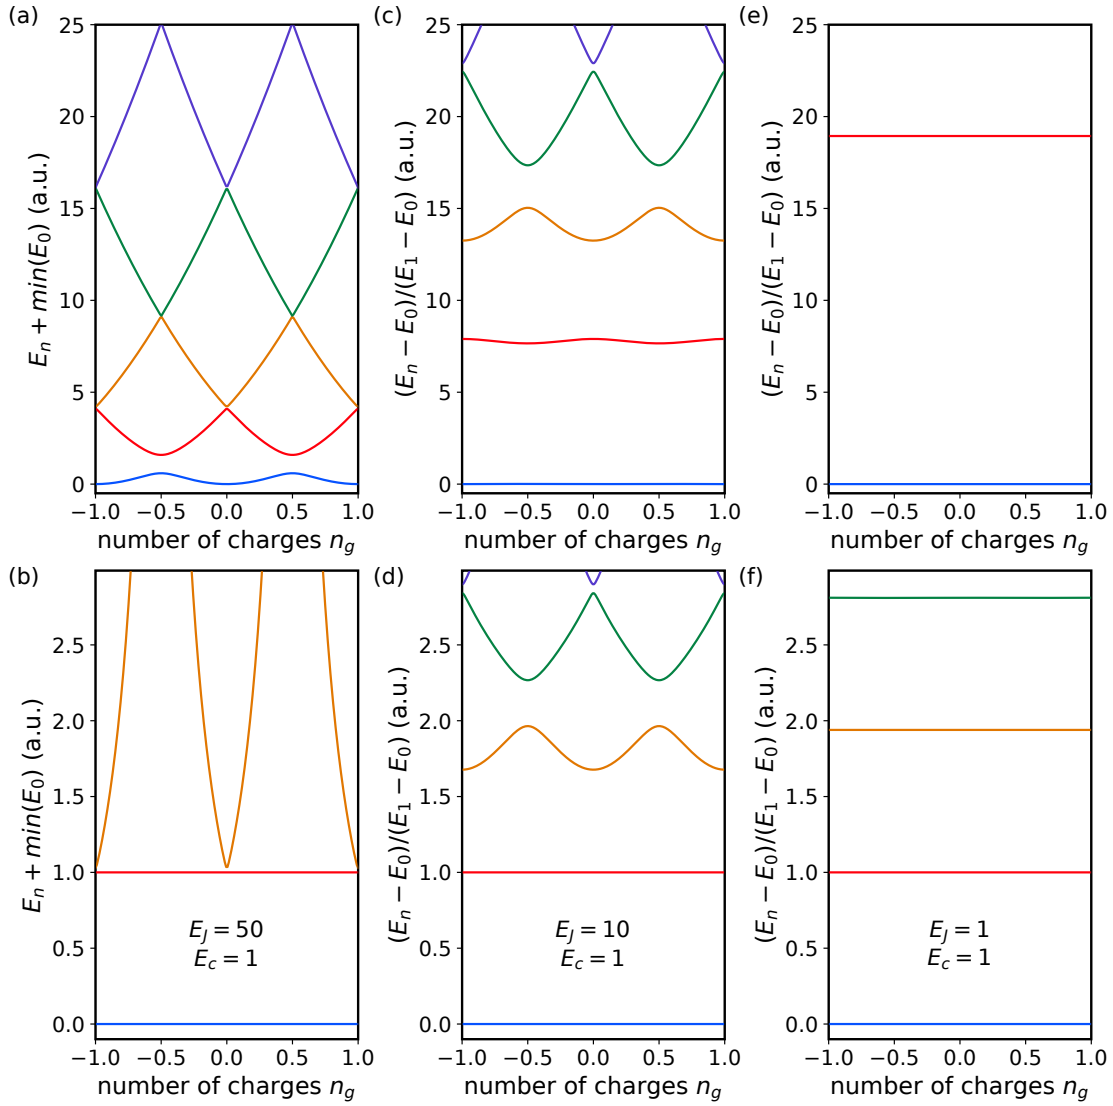 (a)
E_n + min(E_0) (a.u.)
25
20
15
10
5
0
−1.0 −0.5 0.0 0.5 1.0
number of charges n_g
(c)
(E_n − E_0)/(E_1 − E_0) (a.u.)
25
20
15
10
5
0
−1.0 −0.5 0.0 0.5 1.0
number of charges n_g
(e)
(E_n − E_0)/(E_1 − E_0) (a.u.)
25
20
15
10
5
0
−1.0 −0.5 0.0 0.5 1.0
number of charges n_g
(b)
E_n + min(E_0) (a.u.)
2.5
2.0
1.5
1.0
0.5
0.0
E_J = 50
E_c = 1
−1.0 −0.5 0.0 0.5 1.0
number of charges n_g
(d)
(E_n − E_0)/(E_1 − E_0) (a.u.)
2.5
2.0
1.5
1.0
0.5
0.0
E_J = 10
E_c = 1
−1.0 −0.5 0.0 0.5 1.0
number of charges n_g
(f)
(E_n − E_0)/(E_1 − E_0) (a.u.)
2.5
2.0
1.5
1.0
0.5
0.0
E_J = 1
E_c = 1
−1.0 −0.5 0.0 0.5 1.0
number of charges n_g